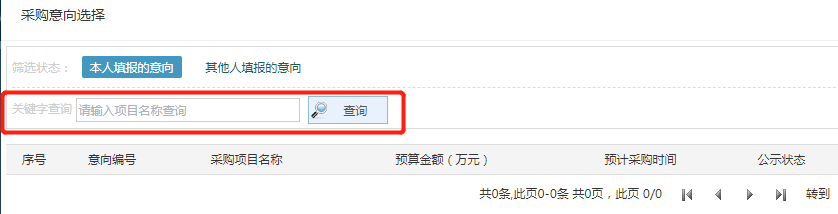 采购意向选择
筛选状态： 本人填报的意向 其他人填报的意向
关键字查询 请输入项目名称查询 查询
序号 意向编号 采购项目名称 预算金额（万元） 预计采购时间 公示状态
共0条,此页0-0条 共0页，此页 0/0 转到